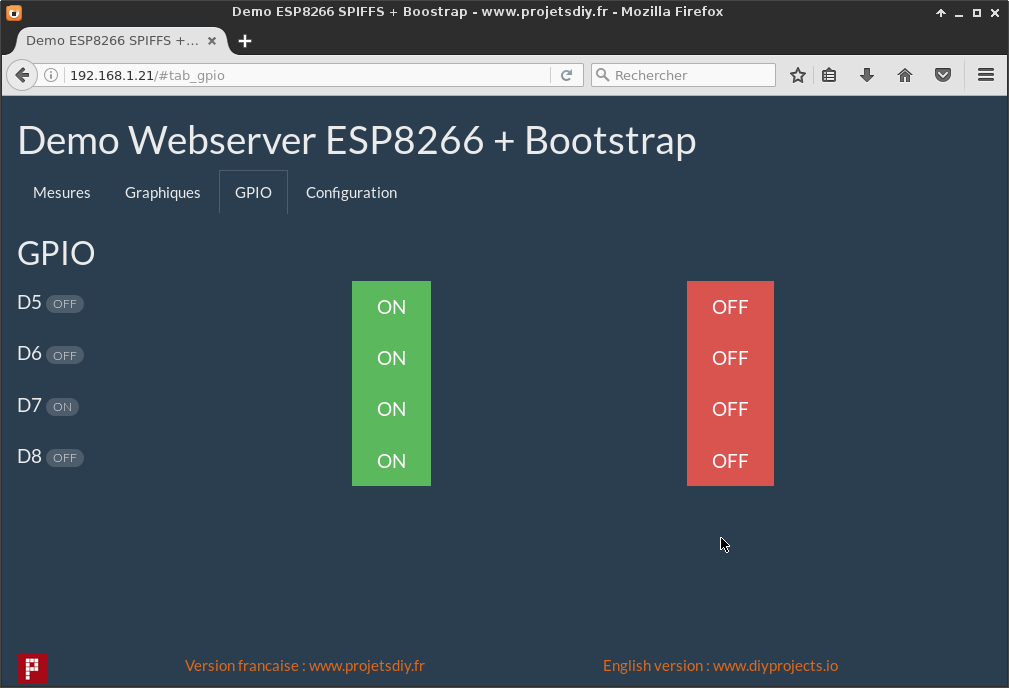 Demo ESP8266 SPIFFS + Boostrap - www.projetsdiy.fr - Mozilla Firefox
Demo ESP8266 SPIFFS +...
192.168.1.21/#tab_gpio Rechercher
Demo Webserver ESP8266 + Bootstrap
Mesures Graphiques GPIO Configuration
GPIO
D5 OFF ON OFF
D6 OFF ON OFF
D7 ON ON OFF
D8 OFF ON OFF
Version francaise : www.projetsdiy.fr English version : www.diyprojects.io